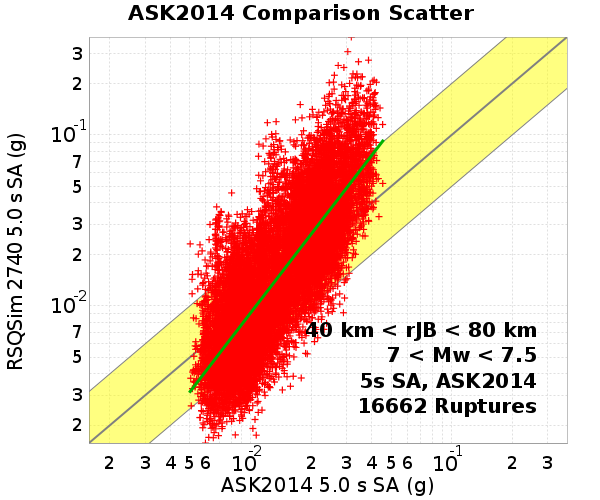 ASK2014 Comparison Scatter
RSQSim 2740 5.0 s SA (g)
3
2
10-1
7
5
3
2
10-2
7
5
3
2
40 km < rJB < 80 km
7 < Mw < 7.5
5s SA, ASK2014
16662 Ruptures
2 3 4 5 6 10-2 2 3 4 5 6 10-1 2 3
ASK2014 5.0 s SA (g)